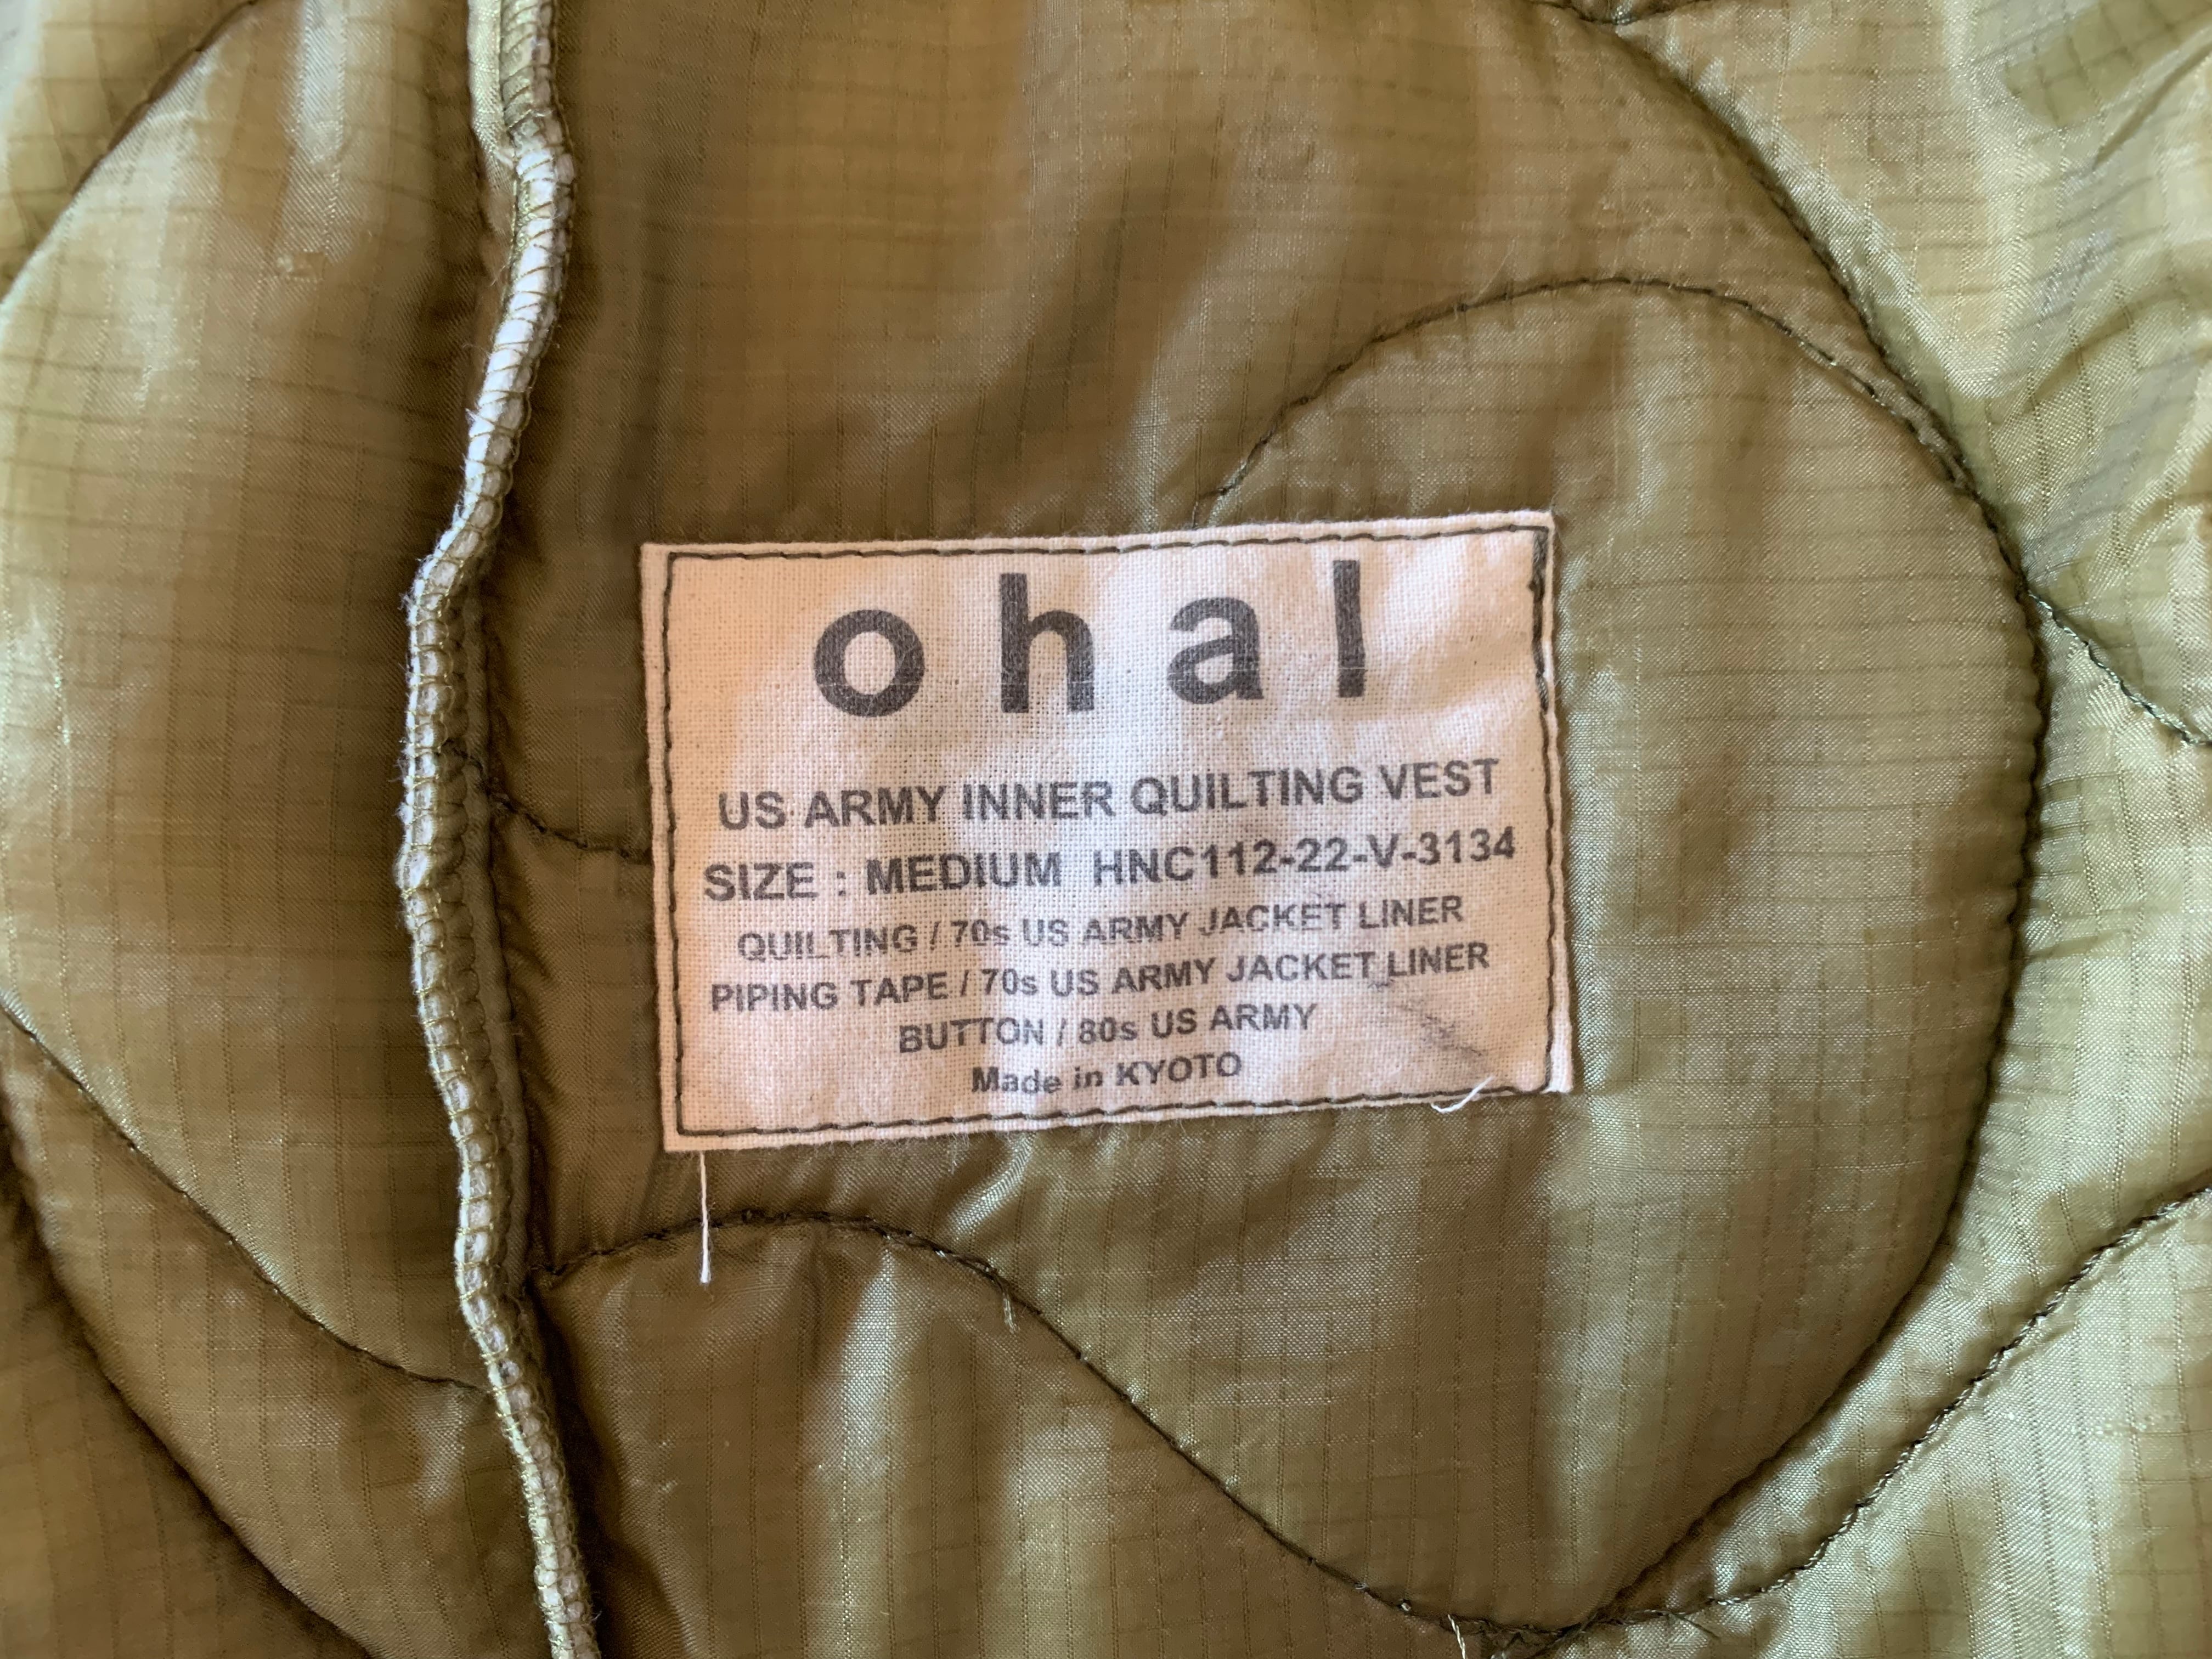 ohal
US ARMY INNER QUILTING VEST
SIZE : MEDIUM HNC112-22-V-3134
QUILTING / 70s US ARMY JACKET LINER
PIPING TAPE / 70s US ARMY JACKET LINER
BUTTON / 80s US ARMY
Made in KYOTO